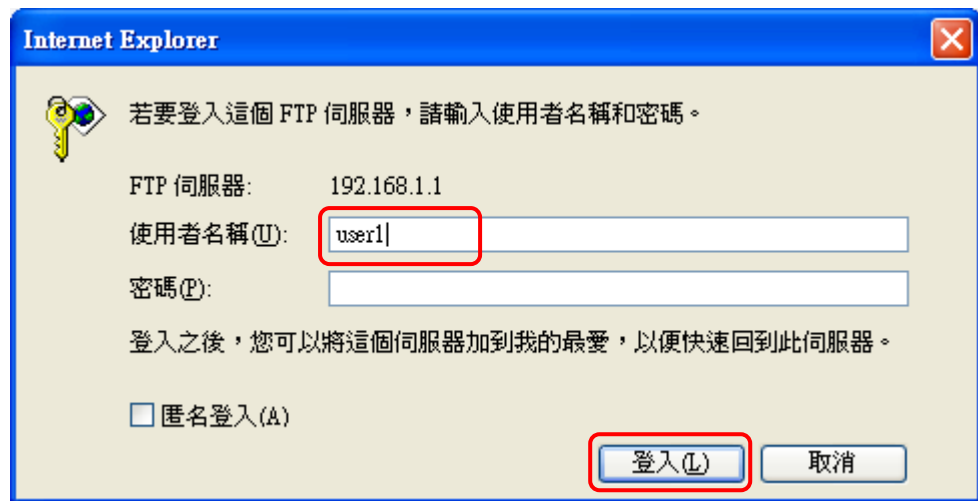 Internet Explorer
若要登入這個 FTP 伺服器，請輸入使用者名稱和密碼。
FTP 伺服器: 192.168.1.1
使用者名稱(U): user1
密碼(P):
登入之後，您可以將這個伺服器加到我的最愛，以便快速回到此伺服器。
匿名登入(A)
登入(L) 取消